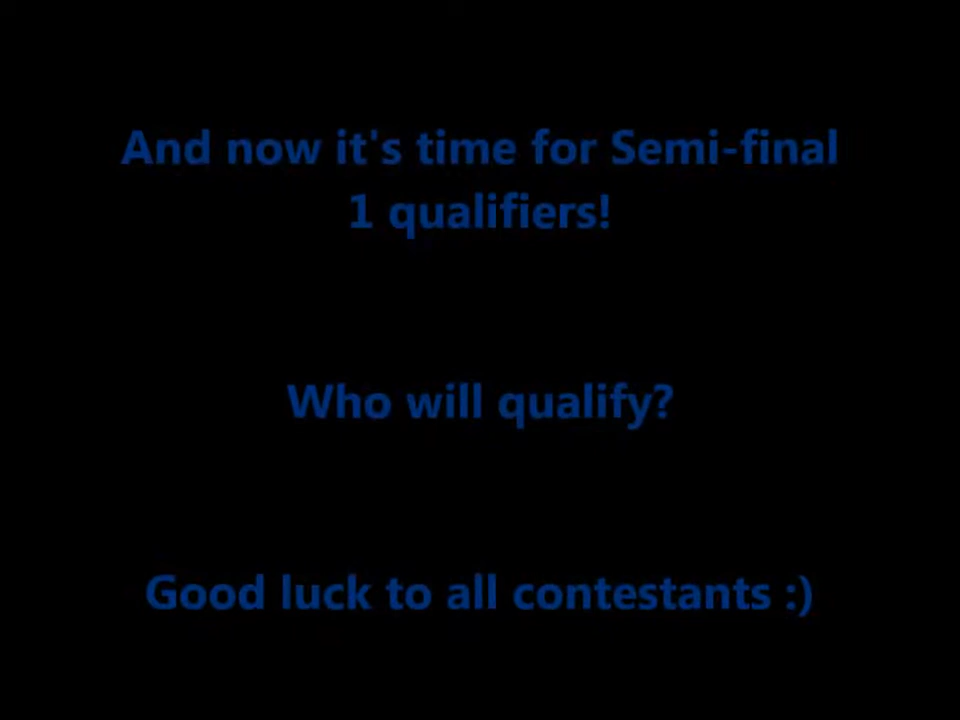 And now it's time for Semi-final
1 qualifiers!
Who will qualify?
Good luck to all contestants :)